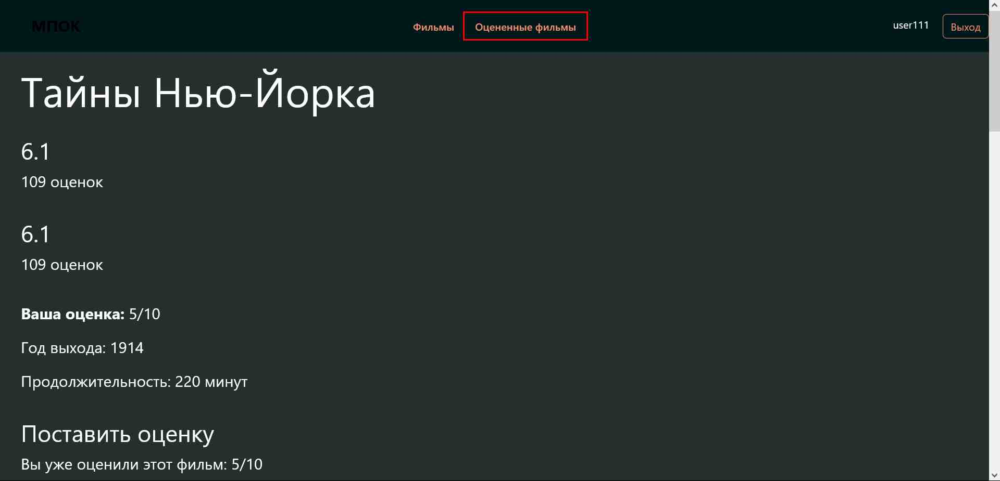 МПОК
Фильмы
Оцененные фильмы
user111
Выход
Тайны Нью-Йорка
6.1
109 оценок
6.1
109 оценок
Ваша оценка: 5/10
Год выхода: 1914
Продолжительность: 220 минут
Поставить оценку
Вы уже оценили этот фильм: 5/10